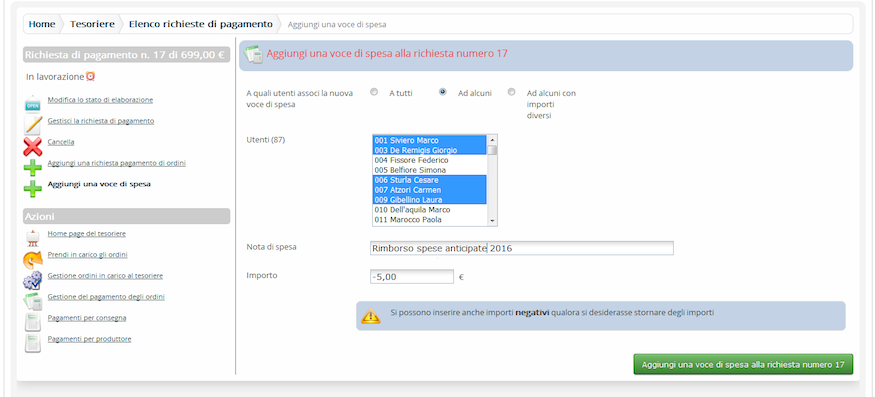 Home Tesoriere Elenco richieste di pagamento Aggiungi una voce di spesa
Richiesta di pagamento n. 17 di 699,00 €
In lavorazione
OPEN
Modifica lo stato di elaborazione
Gestisci la richiesta di pagamento
Cancella
Aggiungi una richiesta pagamento di ordini
Aggiungi una voce di spesa
Azioni
Home page del tesoriere
Prendi in carico gli ordini
Gestione ordini in carico al tesoriere
Gestione del pagamento degli ordini
Pagamenti per consegna
Pagamenti per produttore
Aggiungi una voce di spesa alla richiesta numero 17
A quali utenti associ la nuova
voce di spesa
A tutti
Ad alcuni
Ad alcuni con
importi
diversi
Utenti (87)
001 Siviero Marco
003 De Remigis Giorgio
004 Fissore Federico
005 Belfiore Simona
006 Sturla Cesare
007 Atzori Carmen
009 Gibellino Laura
010 Dell'aquila Marco
011 Marocco Paola
Nota di spesa
Rimborso spese anticipate 2016
Importo
-5,00 €
Si possono inserire anche importi negativi qualora si desiderasse stornare degli importi
Aggiungi una voce di spesa alla richiesta numero 17